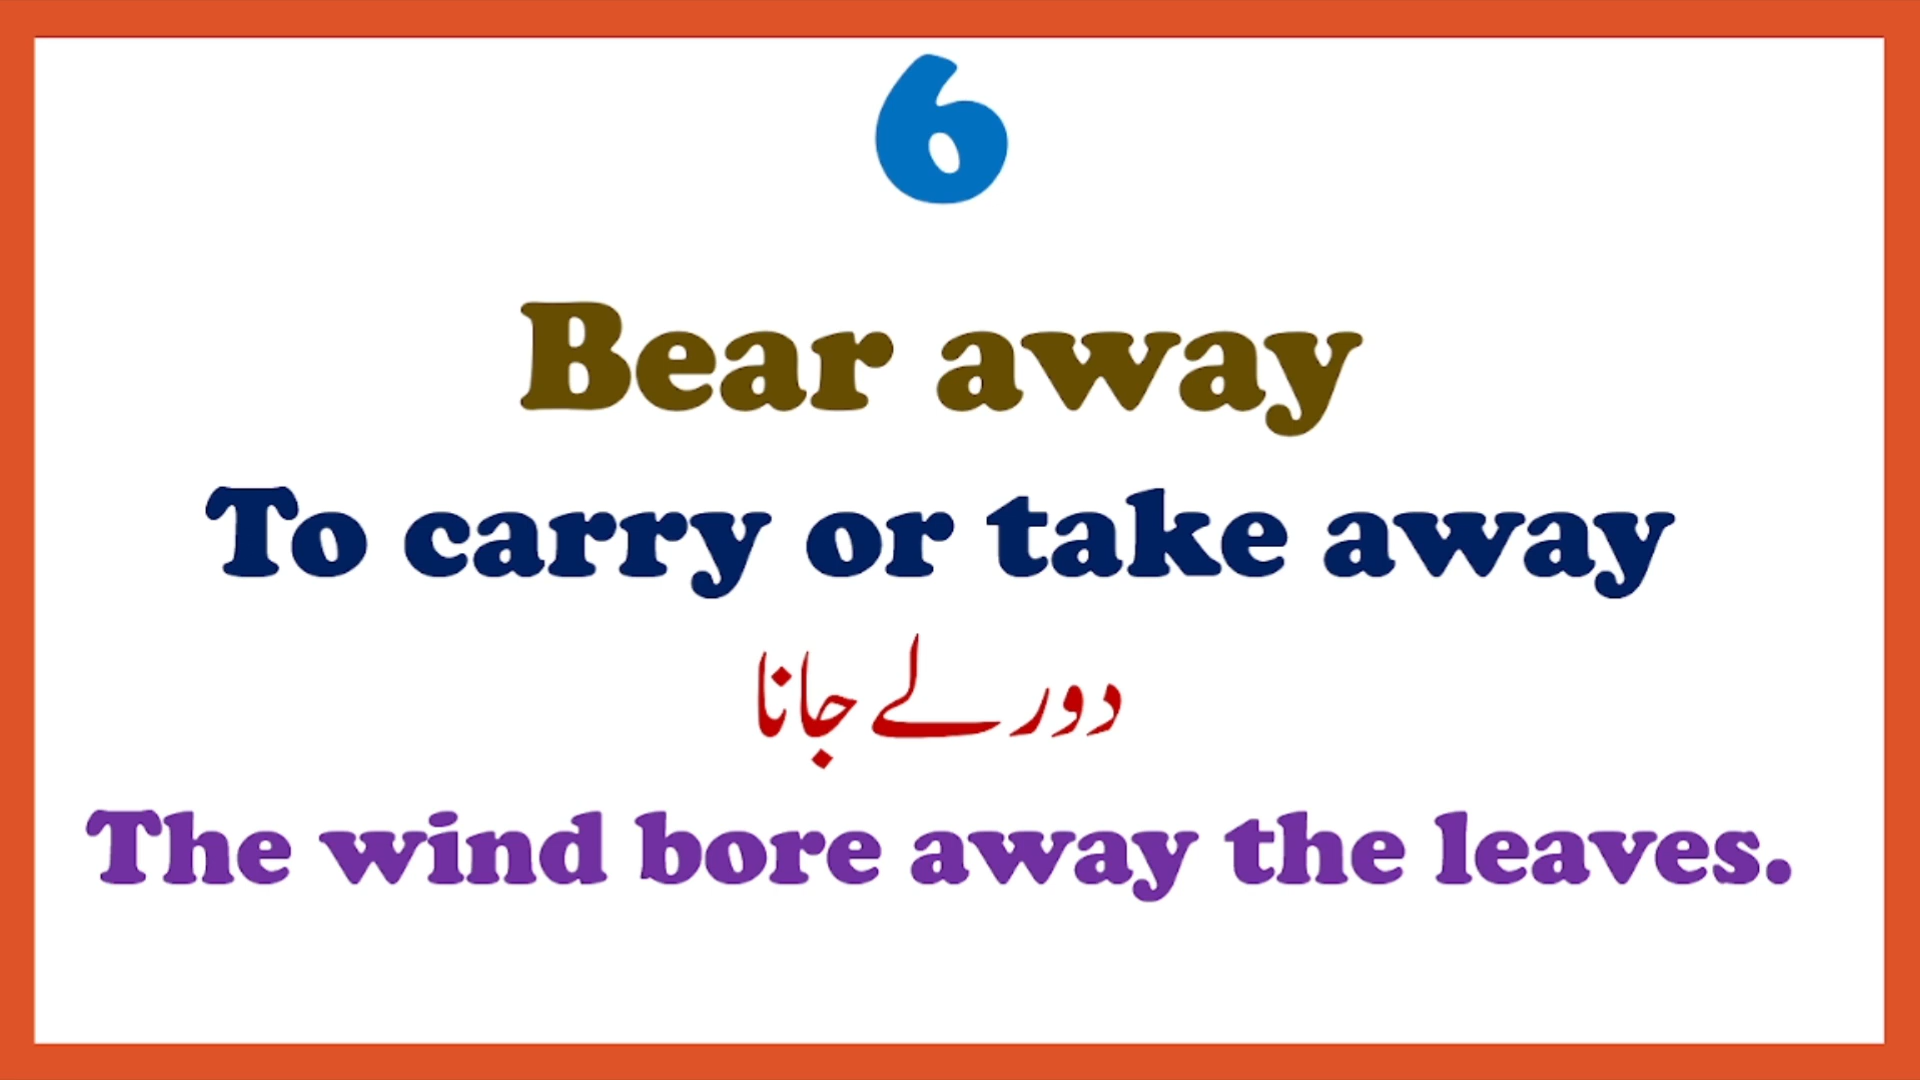 6
Bear away
To carry or take away
دور لے جانا
The wind bore away the leaves.